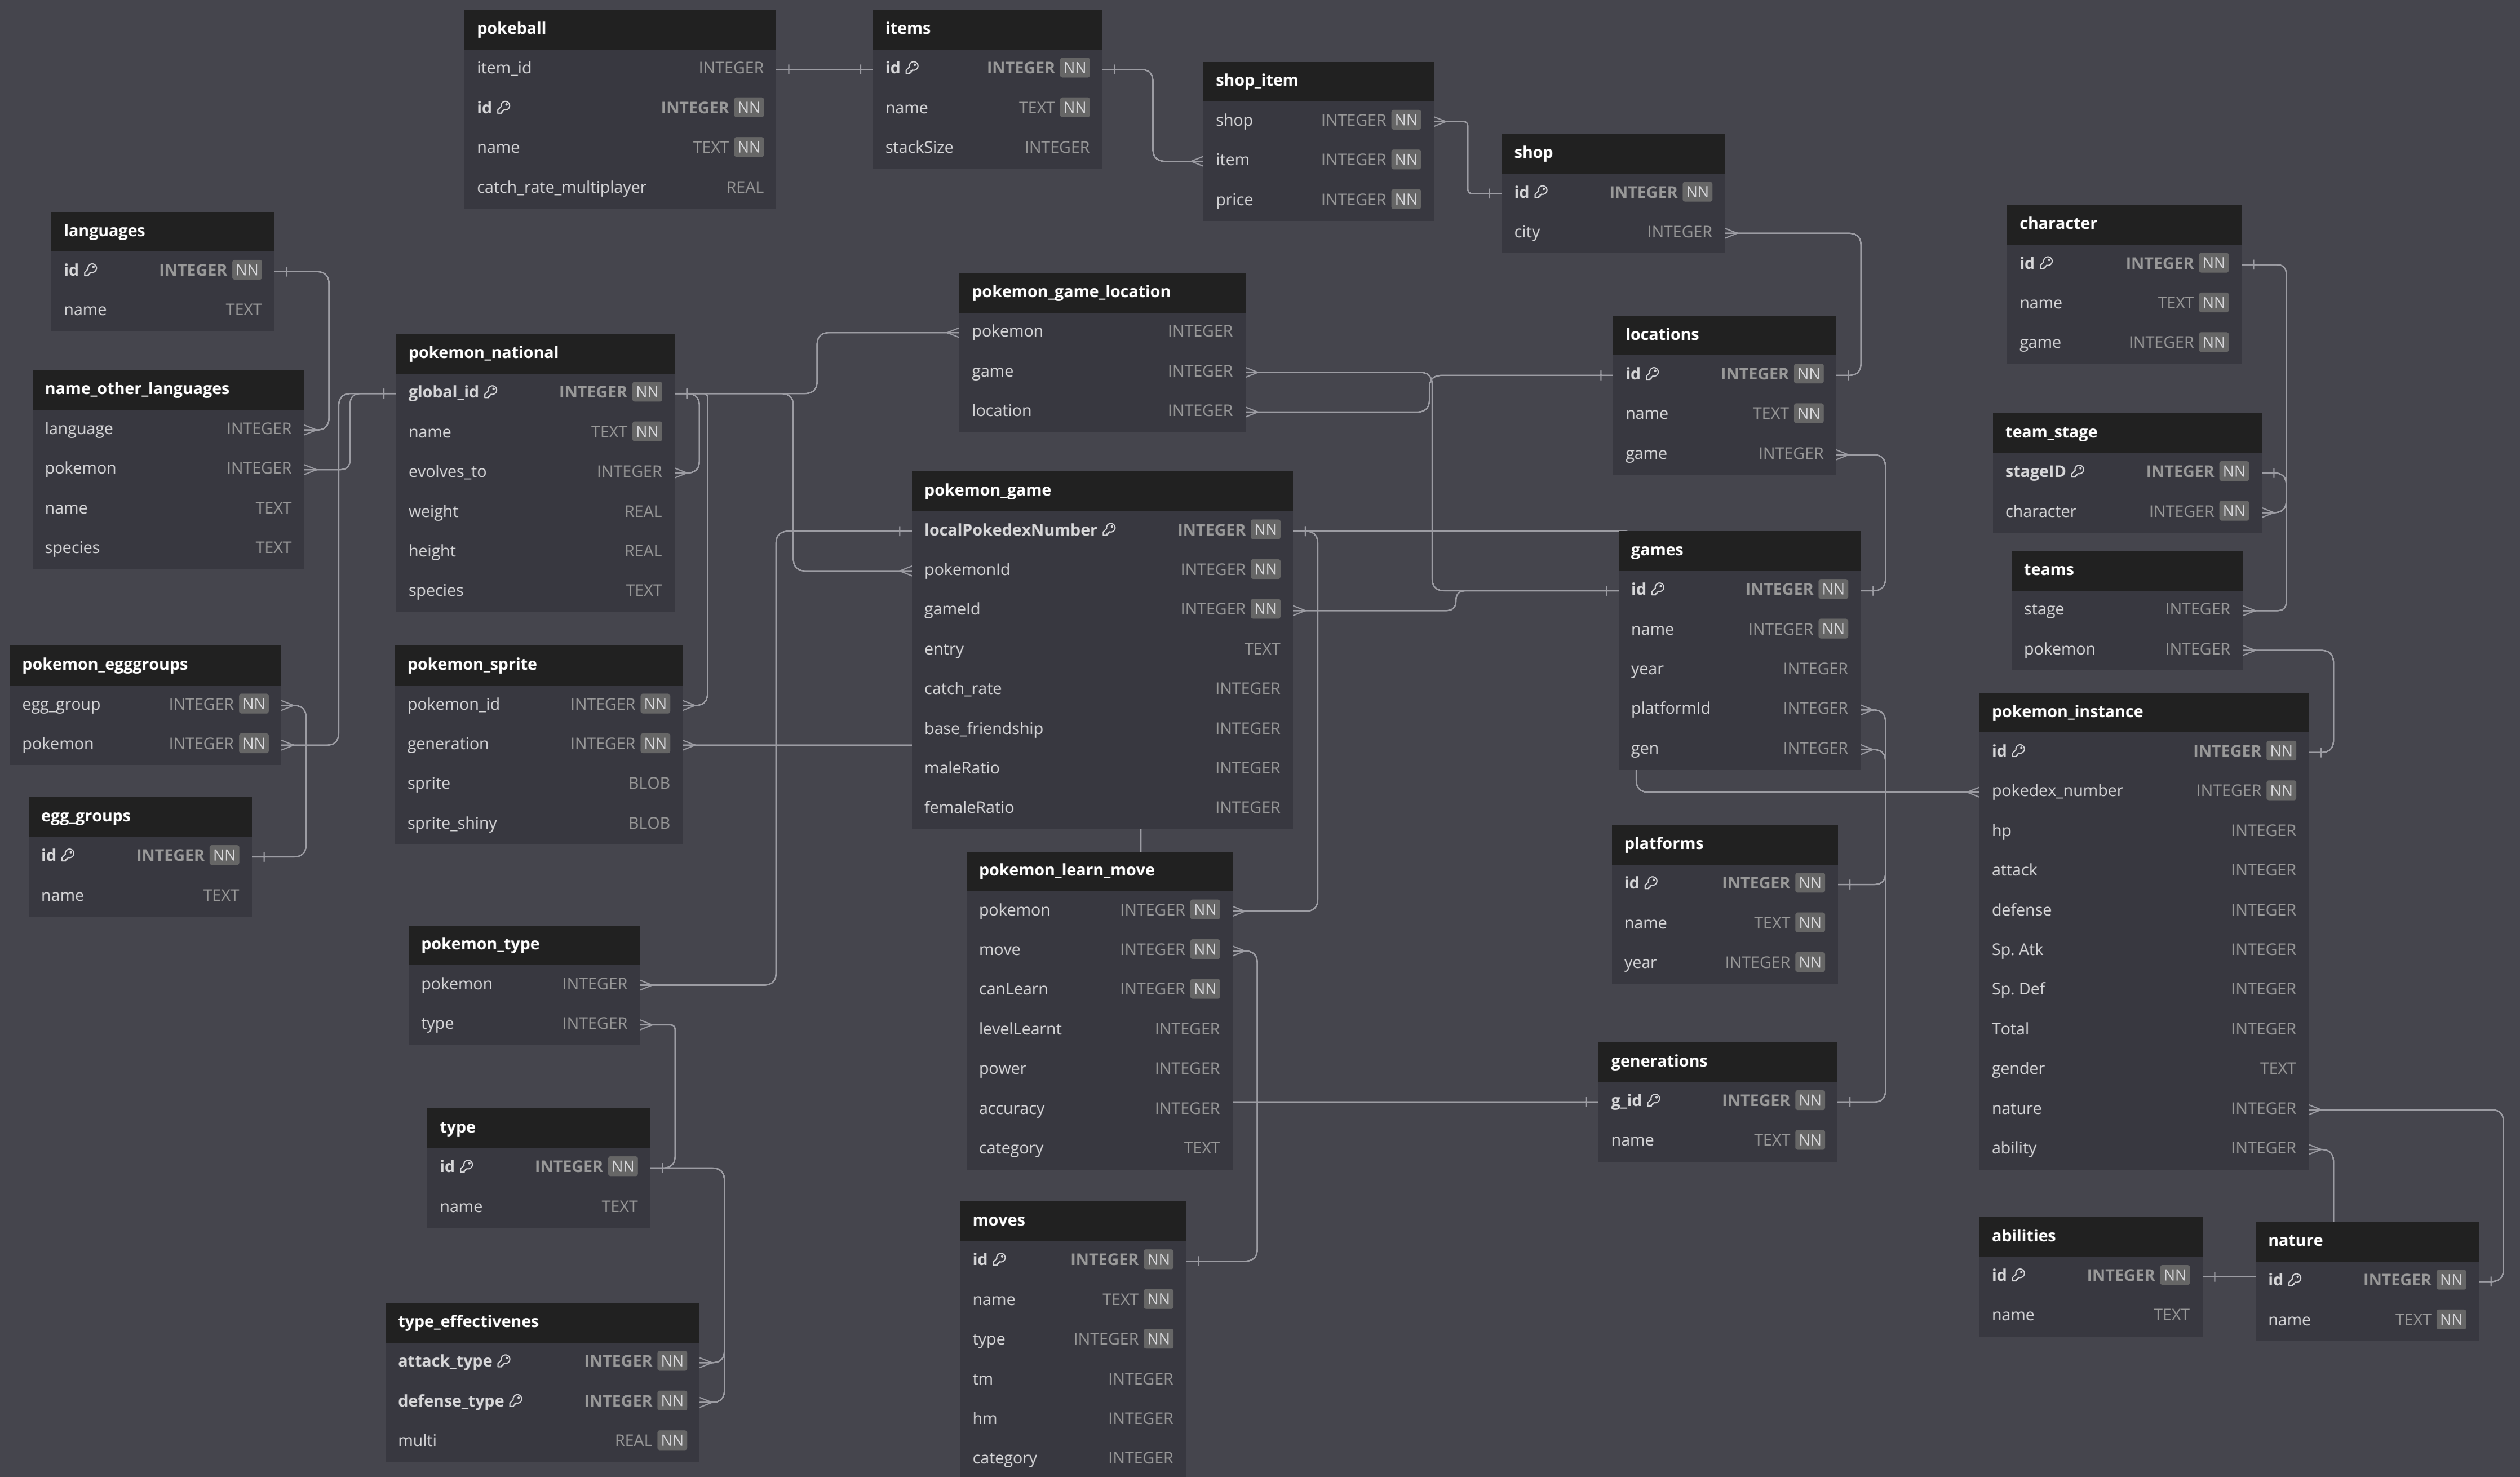 pokeball
item_id INTEGER
id INTEGER NN
name TEXT NN
catch_rate_multiplayer REAL
items
id INTEGER NN
name TEXT NN
stackSize INTEGER
shop_item
shop INTEGER NN
item INTEGER NN
price INTEGER NN
shop
id INTEGER NN
city INTEGER
languages
id INTEGER NN
name TEXT
name_other_languages
language INTEGER
pokemon INTEGER
name TEXT
species TEXT
pokemon_national
global_id INTEGER NN
name TEXT NN
evolves_to INTEGER
weight REAL
height REAL
species TEXT
pokemon_game_location
pokemon INTEGER
game INTEGER
location INTEGER
locations
id INTEGER NN
name TEXT NN
game INTEGER
character
id INTEGER NN
name TEXT NN
game INTEGER NN
team_stage
stageID INTEGER NN
character INTEGER NN
teams
stage INTEGER
pokemon INTEGER
pokemon_game
localPokedexNumber INTEGER NN
pokemonId INTEGER NN
gameId INTEGER NN
entry TEXT
catch_rate INTEGER
base_friendship INTEGER
maleRatio INTEGER
femaleRatio INTEGER
games
id INTEGER NN
name INTEGER NN
year INTEGER
platformId INTEGER
gen INTEGER
pokemon_egggroups
egg_group INTEGER NN
pokemon INTEGER NN
egg_groups
id INTEGER NN
name TEXT
pokemon_sprite
pokemon_id INTEGER NN
generation INTEGER NN
sprite BLOB
sprite_shiny BLOB
pokemon_instance
id INTEGER NN
pokedex_number INTEGER NN
hp INTEGER
attack INTEGER
defense INTEGER
Sp. Atk INTEGER
Sp. Def INTEGER
Total INTEGER
gender TEXT
nature INTEGER
ability INTEGER
platforms
id INTEGER NN
name TEXT NN
year INTEGER NN
pokemon_learn_move
pokemon INTEGER NN
move INTEGER NN
canLearn INTEGER NN
levelLearnt INTEGER
power INTEGER
accuracy INTEGER
category TEXT
pokemon_type
pokemon INTEGER
type INTEGER
generations
g_id INTEGER NN
name TEXT NN
type
id INTEGER NN
name TEXT
moves
id INTEGER NN
name TEXT NN
type INTEGER NN
tm INTEGER
hm INTEGER
category INTEGER
abilities
id INTEGER NN
name TEXT
nature
id INTEGER NN
name TEXT NN
type_effectivenes
attack_type INTEGER NN
defense_type INTEGER NN
multi REAL NN